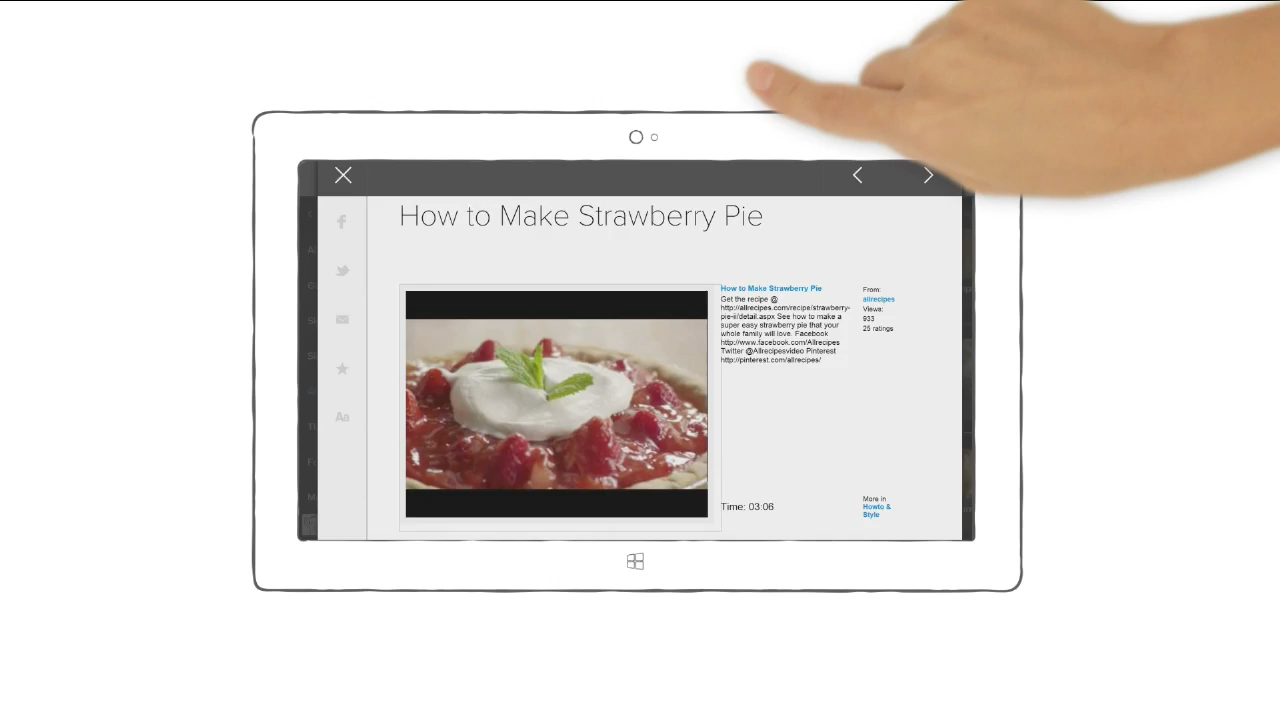 How to Make Strawberry Pie
How to Make Strawberry Pie
Get the recipe @
http://allrecipes.com/recipe/strawberry-
pie-ii/detail.aspx See how to make a
super easy strawberry pie that your
whole family will love. Facebook
http://www.facebook.com/Allrecipes
Twitter @Allrecipesvideo Pinterest
http://pinterest.com/allrecipes/
From:
allrecipes
Views:
933
25 ratings
Aa
Time: 03:06
More in
Howto &
Style